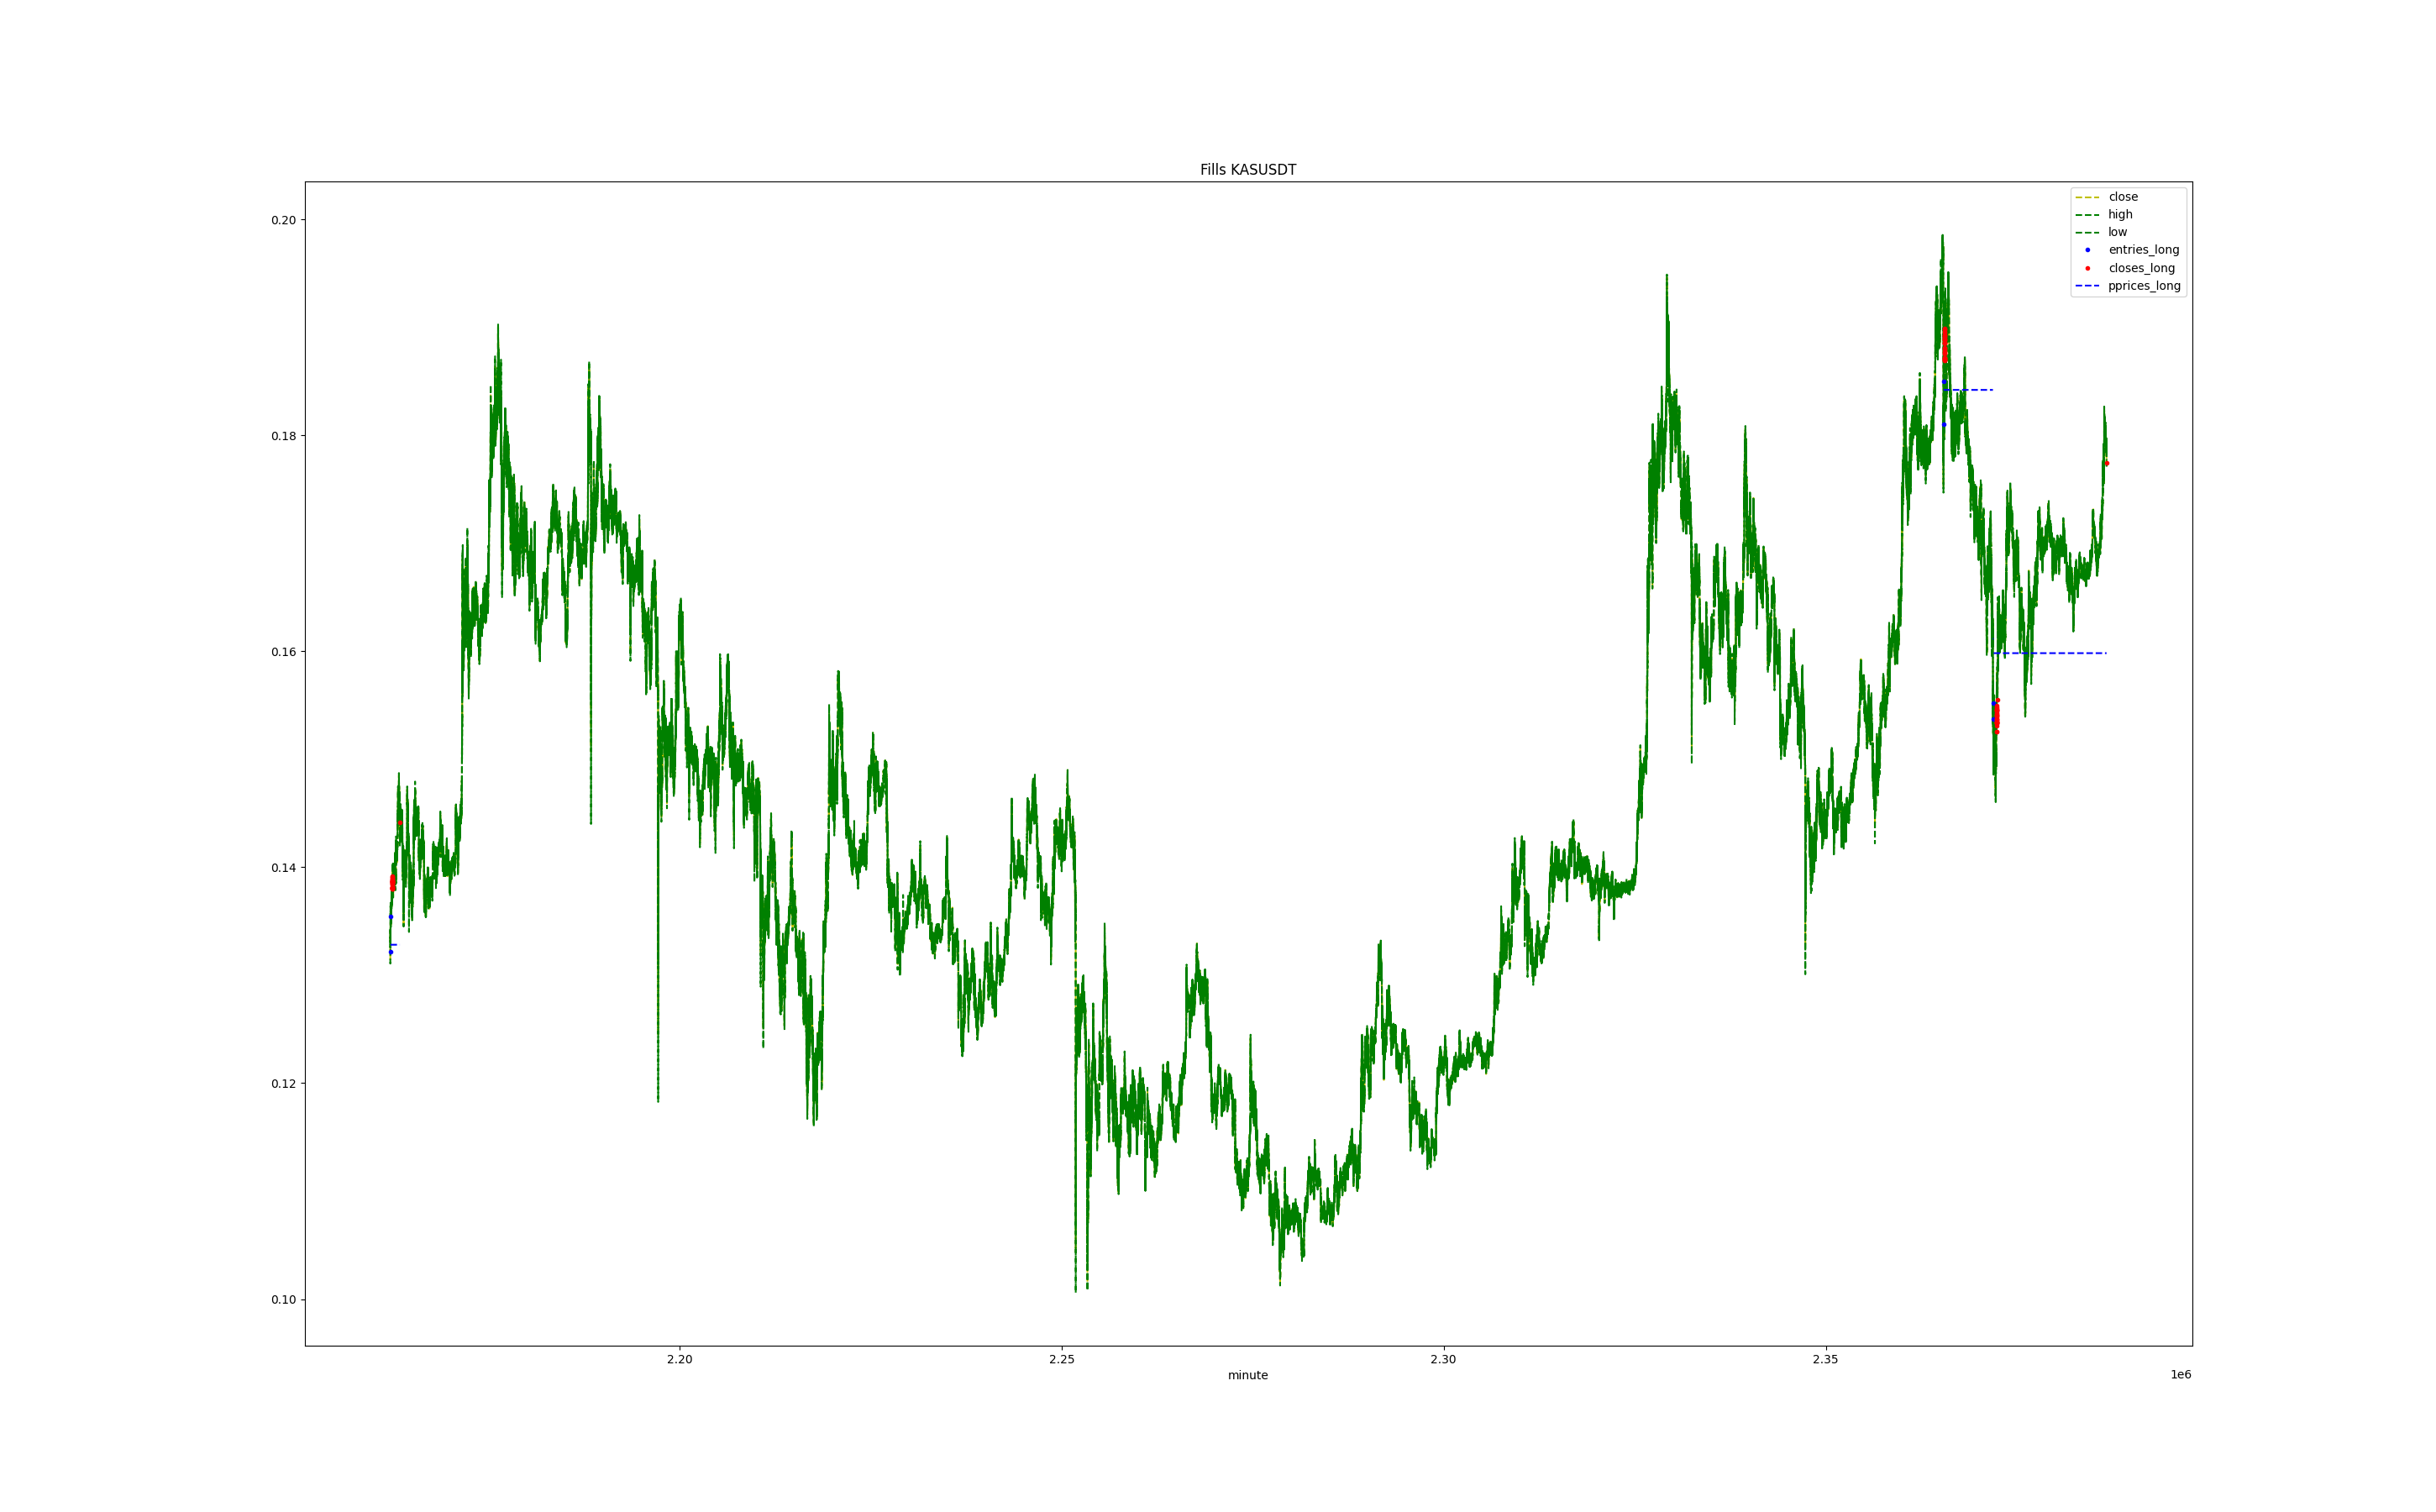 Fills KASUSDT
close
high
low
entries_long
closes_long
pprices_long
0.20
0.18
0.16
0.14
0.12
0.10
2.20
2.25
2.30
2.35
minute
1e6